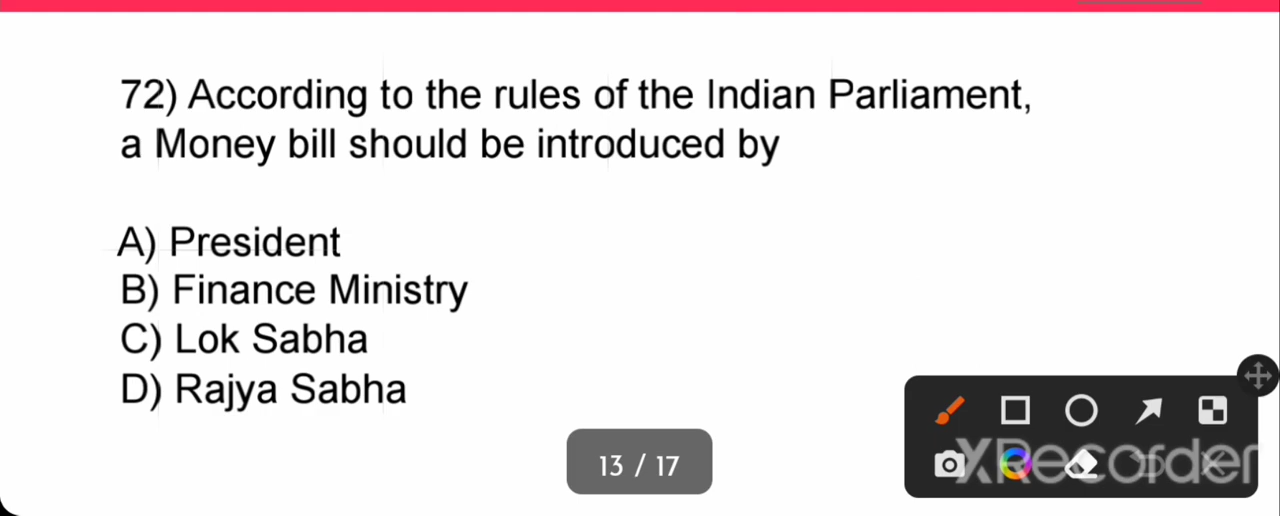 72) According to the rules of the Indian Parliament,
a Money bill should be introduced by
A) President
B) Finance Ministry
C) Lok Sabha
D) Rajya Sabha
13 / 17
XRecorder